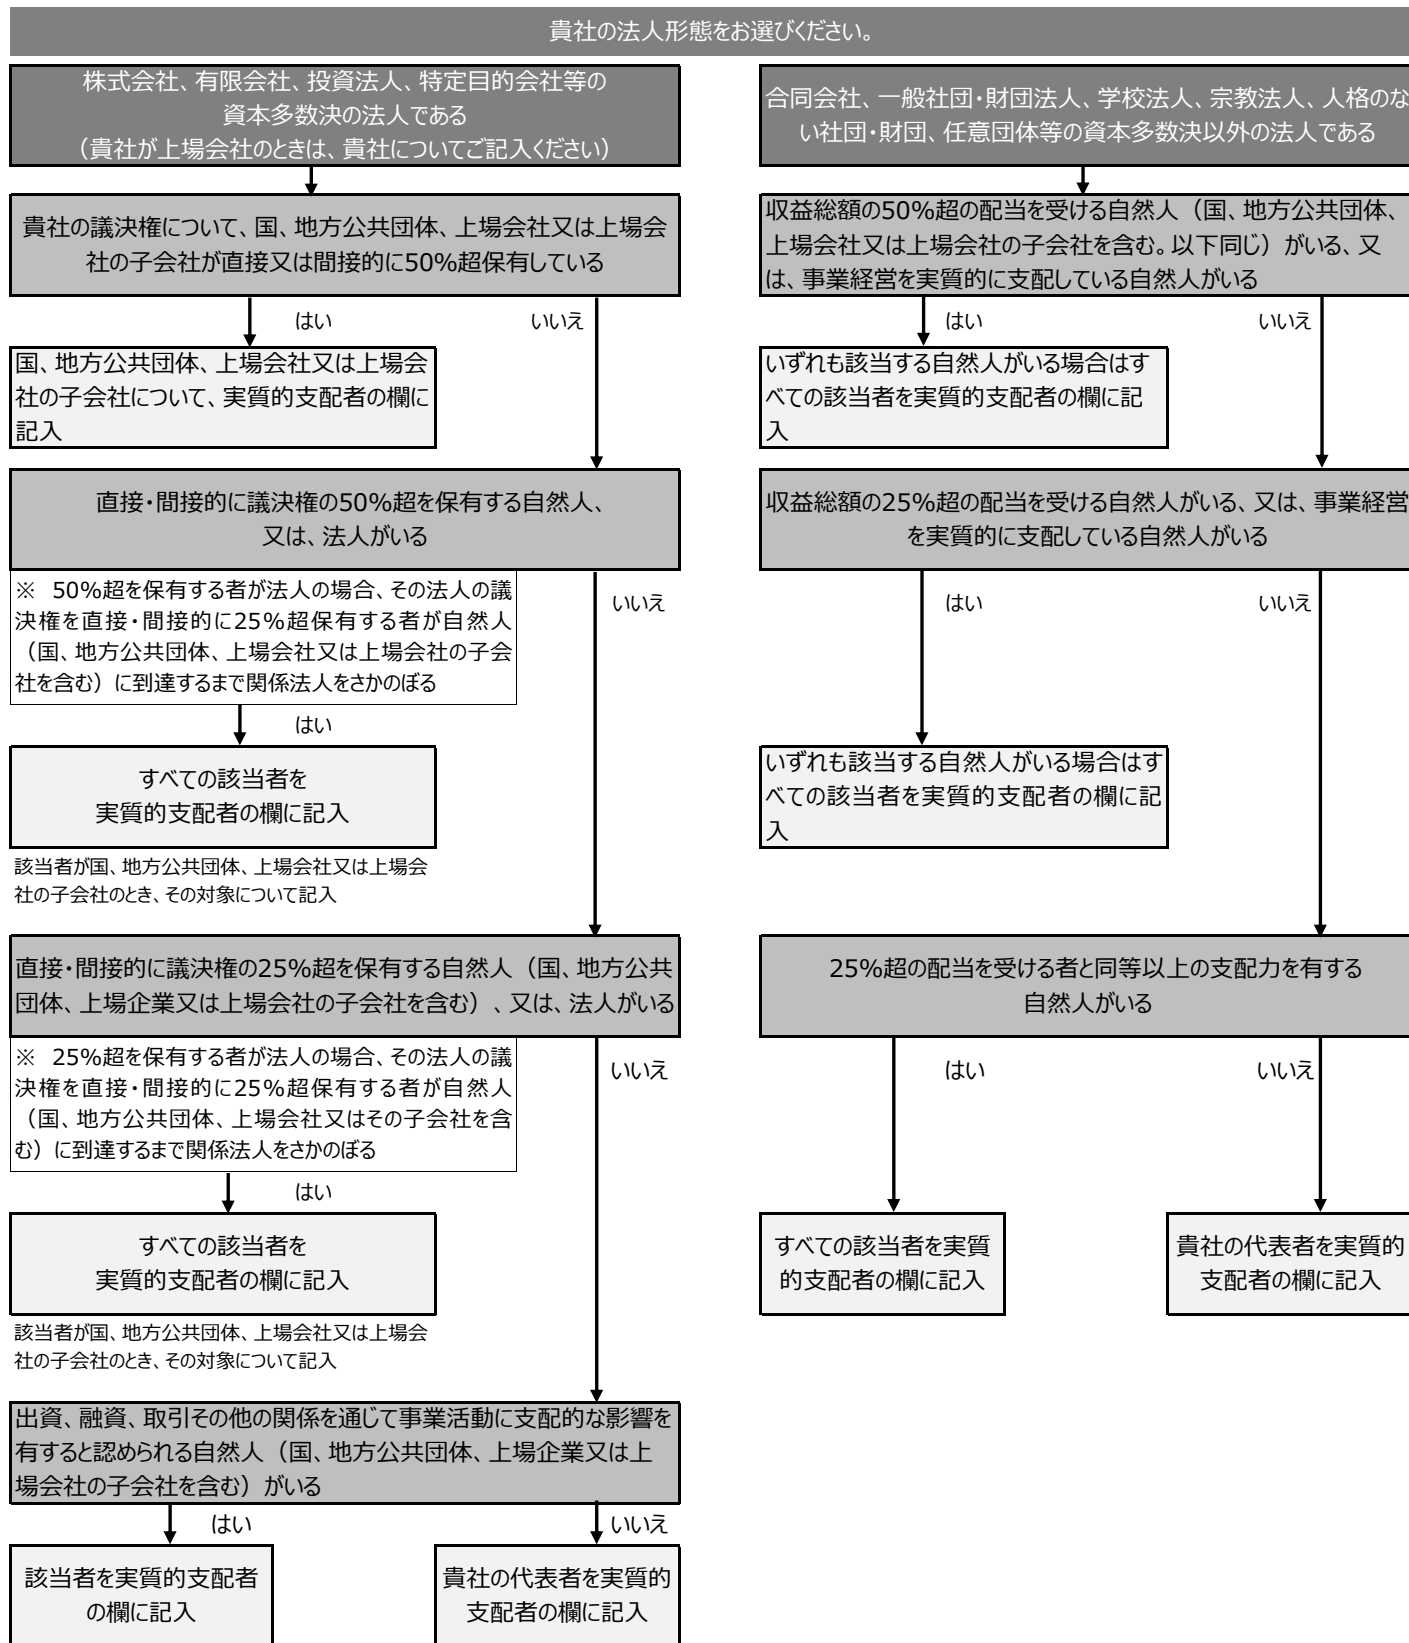 貴社の法人形態をお選びください。
株式会社、有限会社、投資法人、特定目的会社等の
資本多数決の法人である
（貴社が上場会社のときは、貴社についてご記入ください）
貴社の議決権について、国、地方公共団体、上場会社又は上場会
社の子会社が直接又は間接的に50%超保有している
はい
いいえ
国、地方公共団体、上場会社又は上場会
社の子会社について、実質的支配者の欄に
記入
直接・間接的に議決権の50%超を保有する自然人、
又は、法人がいる
※ 50%超を保有する者が法人の場合、その法人の議
決権を直接・間接的に25%超保有する者が自然人
（国、地方公共団体、上場会社又は上場会社の子会
社を含む）に到達するまで関係法人をさかのぼる
いいえ
はい
すべての該当者を
実質的支配者の欄に記入
該当者が国、地方公共団体、上場会社又は上場会
社の子会社のとき、その対象について記入
直接・間接的に議決権の25%超を保有する自然人（国、地方公共
団体、上場企業又は上場会社の子会社を含む）、又は、法人がいる
※ 25%超を保有する者が法人の場合、その法人の議
決権を直接・間接的に25%超保有する者が自然人
（国、地方公共団体、上場会社又はその子会社を含
む）に到達するまで関係法人をさかのぼる
いいえ
はい
すべての該当者を
実質的支配者の欄に記入
該当者が国、地方公共団体、上場会社又は上場会
社の子会社のとき、その対象について記入
出資、融資、取引その他の関係を通じて事業活動に支配的な影響を
有すると認められる自然人（国、地方公共団体、上場企業又は上
場会社の子会社を含む）がいる
はい
いいえ
該当者を実質的支配者
の欄に記入
貴社の代表者を実質的
支配者の欄に記入
合同会社、一般社団・財団法人、学校法人、宗教法人、人格のな
い社団・財団、任意団体等の資本多数決以外の法人である
収益総額の50%超の配当を受ける自然人（国、地方公共団体、
上場会社又は上場会社の子会社を含む。以下同じ）がいる、又
は、事業経営を実質的に支配している自然人がいる
はい
いいえ
いずれも該当する自然人がいる場合はす
べての該当者を実質的支配者の欄に記
入
収益総額の25%超の配当を受ける自然人がいる、又は、事業経営
を実質的に支配している自然人がいる
はい
いいえ
いずれも該当する自然人がいる場合はす
べての該当者を実質的支配者の欄に記
入
25%超の配当を受ける者と同等以上の支配力を有する
自然人がいる
はい
いいえ
すべての該当者を実質
的支配者の欄に記入
貴社の代表者を実質的
支配者の欄に記入